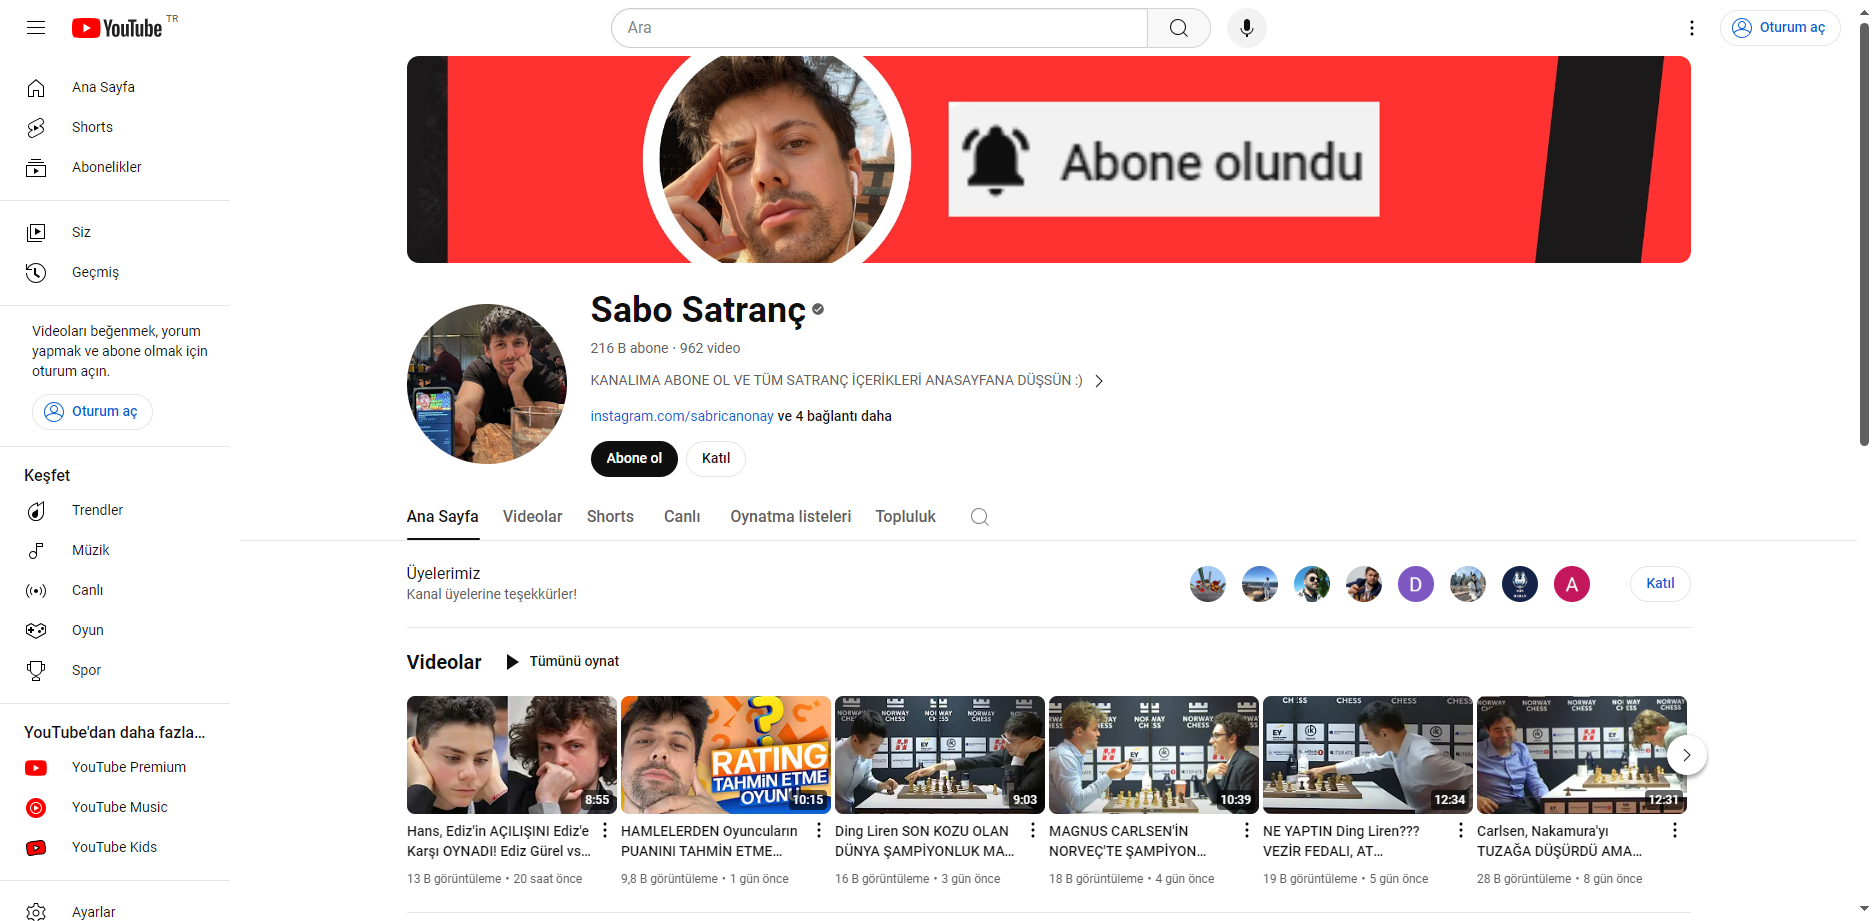 YouTube TR
Ara
Oturum aç
Ana Sayfa
Shorts
Abonelikler
Siz
Geçmiş
Videoları beğenmek, yorum
yapmak ve abone olmak için
oturum açın.
Oturum aç
Keşfet
Trendler
Müzik
Canlı
Oyun
Spor
YouTube'dan daha fazla...
YouTube Premium
YouTube Music
YouTube Kids
Ayarlar
Abone olundu
Sabo Satranç
216 B abone · 962 video
KANALIMA ABONE OL VE TÜM SATRANÇ İÇERİKLERİ ANASAYFANA DÜŞSÜN :)
instagram.com/sabricanonay ve 4 bağlantı daha
Abone ol
Katıl
Ana Sayfa
Videolar
Shorts
Canlı
Oynatma listeleri
Topluluk
Üyelerimiz
Kanal üyelerine teşekkürler!
D
A
Katıl
Videolar
Tümünü oynat
8:55
Hans, Ediz'in AÇILIŞINI Ediz'e
Karşı OYNADI! Ediz Gürel vs...
13 B görüntüleme • 20 saat önce
RATING
TAHMİN ETME
OYUNU
10:15
HAMLELERDEN Oyuncuların
PUANINI TAHMİN ETME...
9,8 B görüntüleme • 1 gün önce
NORWAY CHESS
9:03
Ding Liren SON KOZU OLAN
DÜNYA ŞAMPİYONLUK MA...
16 B görüntüleme • 3 gün önce
NORWAY CHESS
10:39
MAGNUS CARLSEN'İN
NORVEÇ'TE ŞAMPİYON...
18 B görüntüleme • 4 gün önce
CHESS
12:34
NE YAPTIN Ding Liren???
VEZİR FEDALI, AT...
19 B görüntüleme • 5 gün önce
NORWAY CHESS
12:31
Carlsen, Nakamura'yı
TUZAĞA DÜŞÜRDÜ AMA...
28 B görüntüleme • 8 gün önce